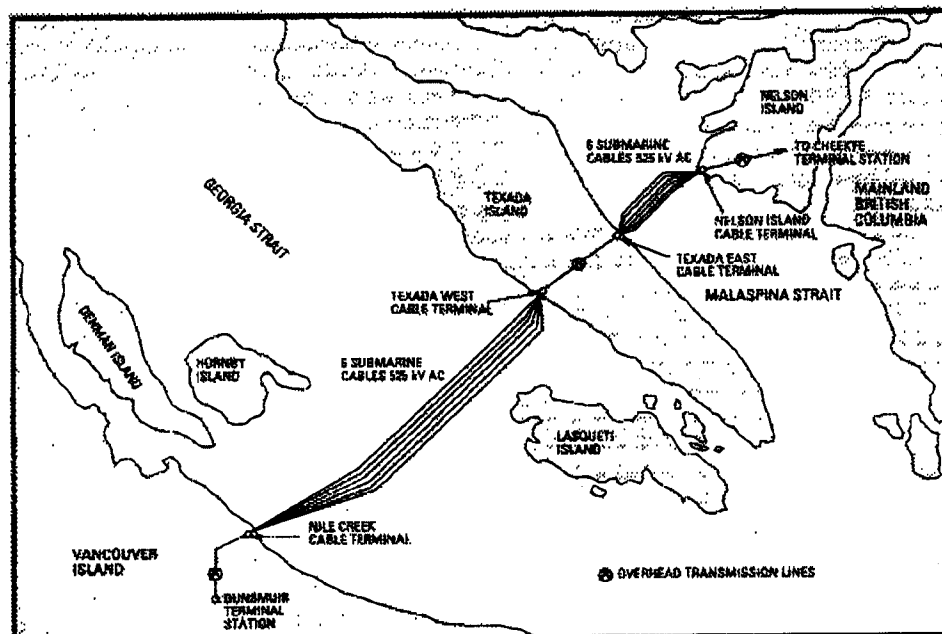 NELSON
ISLAND
6 SUBMARINE
CABLES 525 kV AC
TO CHEEKYE
TERMINAL STATION
MAINLAND
BRITISH
COLUMBIA
GEORGIA STRAIT
TEXADA
ISLAND
NELSON ISLAND
CABLE TERMINAL
TEXADA EAST
CABLE TERMINAL
TEXADA WEST
CABLE TERMINAL
MALASPINA STRAIT
DENMAN ISLAND
HORNBY
ISLAND
6 SUBMARINE
CABLES 525 kV AC
LASQUETI
ISLAND
NILE CREEK
CABLE TERMINAL
VANCOUVER
ISLAND
OVERHEAD TRANSMISSION LINES
DUNSMUIR
TERMINAL
STATION